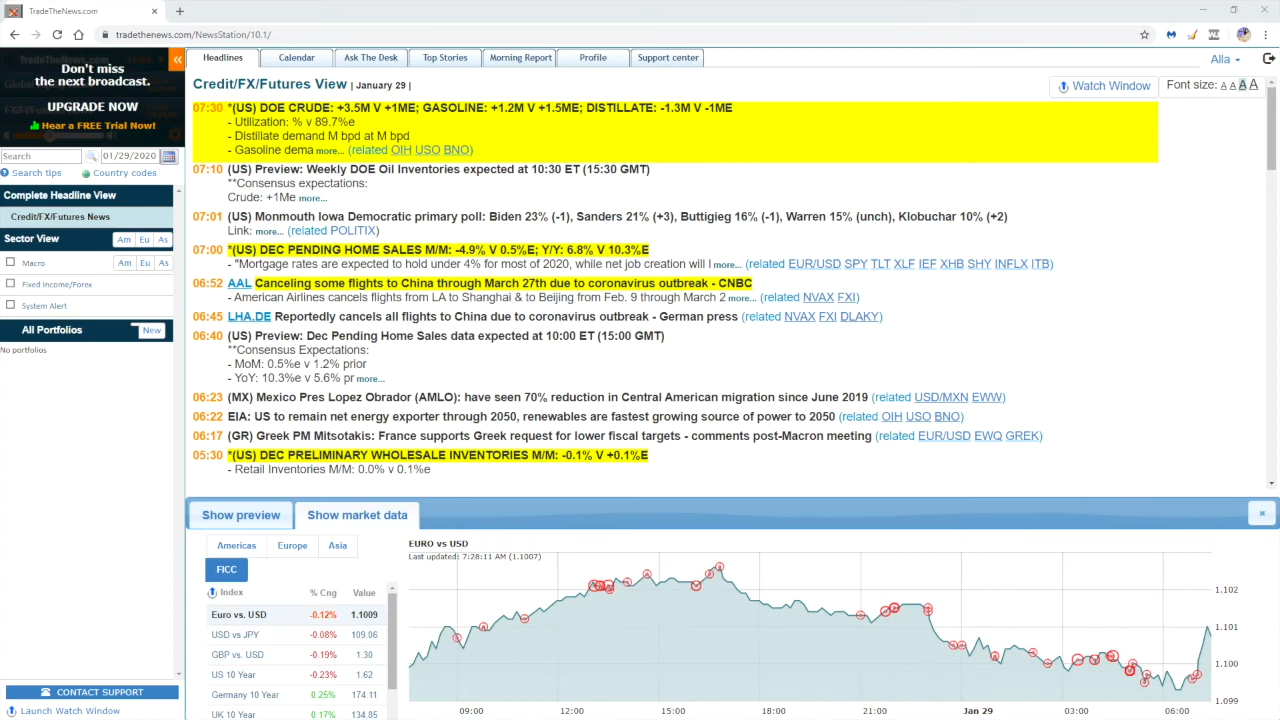 TradeTheNews.com
tradethenews.com/NewsStation/10.1/
Don't miss
the next broadcast.
UPGRADE NOW
Hear a FREE Trial Now!
Search
01/29/2020
Search tips
Country codes
Complete Headline View
Credit/FX/Futures News
Sector View
Am Eu As
Macro
Am Eu As
Fixed Income/Forex
System Alert
All Portfolios
New
No portfolios
CONTACT SUPPORT
Launch Watch Window
Headlines Calendar Ask The Desk Top Stories Morning Report Profile Support center
Alla
Credit/FX/Futures View | January 29 |
Watch Window
Font size: A A A A
07:30 *(US) DOE CRUDE: +3.5M V +1ME; GASOLINE: +1.2M V +1.5ME; DISTILLATE: -1.3M V -1ME
- Utilization: % v 89.7%e
- Distillate demand M bpd at M bpd
- Gasoline dema more... (related OIH USO BNO)
07:10 (US) Preview: Weekly DOE Oil Inventories expected at 10:30 ET (15:30 GMT)
**Consensus expectations:
Crude: +1Me more...
07:01 (US) Monmouth Iowa Democratic primary poll: Biden 23% (-1), Sanders 21% (+3), Buttigieg 16% (-1), Warren 15% (unch), Klobuchar 10% (+2)
Link: more... (related POLITIX)
07:00 *(US) DEC PENDING HOME SALES M/M: -4.9% V 0.5%E; Y/Y: 6.8% V 10.3%E
- "Mortgage rates are expected to hold under 4% for most of 2020, while net job creation will l more... (related EUR/USD SPY TLT XLF IEF XHB SHY INFLX ITB)
06:52 AAL Canceling some flights to China through March 27th due to coronavirus outbreak - CNBC
- American Airlines cancels flights from LA to Shanghai & to Beijing from Feb. 9 through March 2 more... (related NVAX FXI)
06:45 LHA.DE Reportedly cancels all flights to China due to coronavirus outbreak - German press (related NVAX FXI DLAKY)
06:40 (US) Preview: Dec Pending Home Sales data expected at 10:00 ET (15:00 GMT)
**Consensus Expectations:
- MoM: 0.5%e v 1.2% prior
- YoY: 10.3%e v 5.6% pr more...
06:23 (MX) Mexico Pres Lopez Obrador (AMLO): have seen 70% reduction in Central American migration since June 2019 (related USD/MXN EWW)
06:22 EIA: US to remain net energy exporter through 2050, renewables are fastest growing source of power to 2050 (related OIH USO BNO)
06:17 (GR) Greek PM Mitsotakis: France supports Greek request for lower fiscal targets - comments post-Macron meeting (related EUR/USD EWQ GREK)
05:30 *(US) DEC PRELIMINARY WHOLESALE INVENTORIES M/M: -0.1% V +0.1%E
- Retail Inventories M/M: 0.0% v 0.1%e
Show preview Show market data
Americas Europe Asia
FICC
Index % Cng Value
Euro vs. USD -0.12% 1.1009
USD vs JPY -0.08% 109.06
GBP vs. USD -0.19% 1.30
US 10 Year -0.23% 1.62
Germany 10 Year 0.25% 174.11
UK 10 Year 0.17% 134.85
EURO vs USD
Last updated: 7:28:11 AM (1.1007)
1.102
1.101
1.100
1.099
09:00 12:00 15:00 18:00 21:00 Jan 29 03:00 06:00